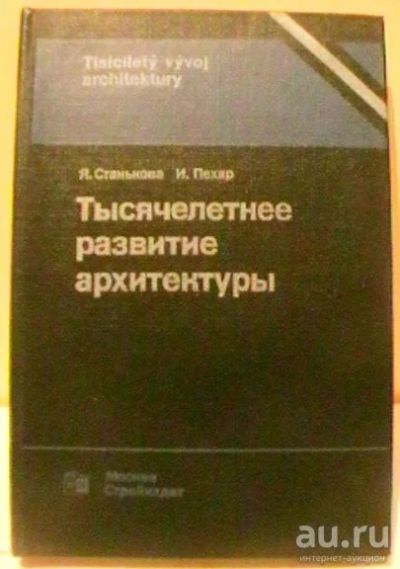 Tisíciletý vývoj
architektury
Я. Станькова И. Пехар
Тысячелетнее
развитие
архитектуры
Москва
Стройиздат
au.ru
интернет-аукцион